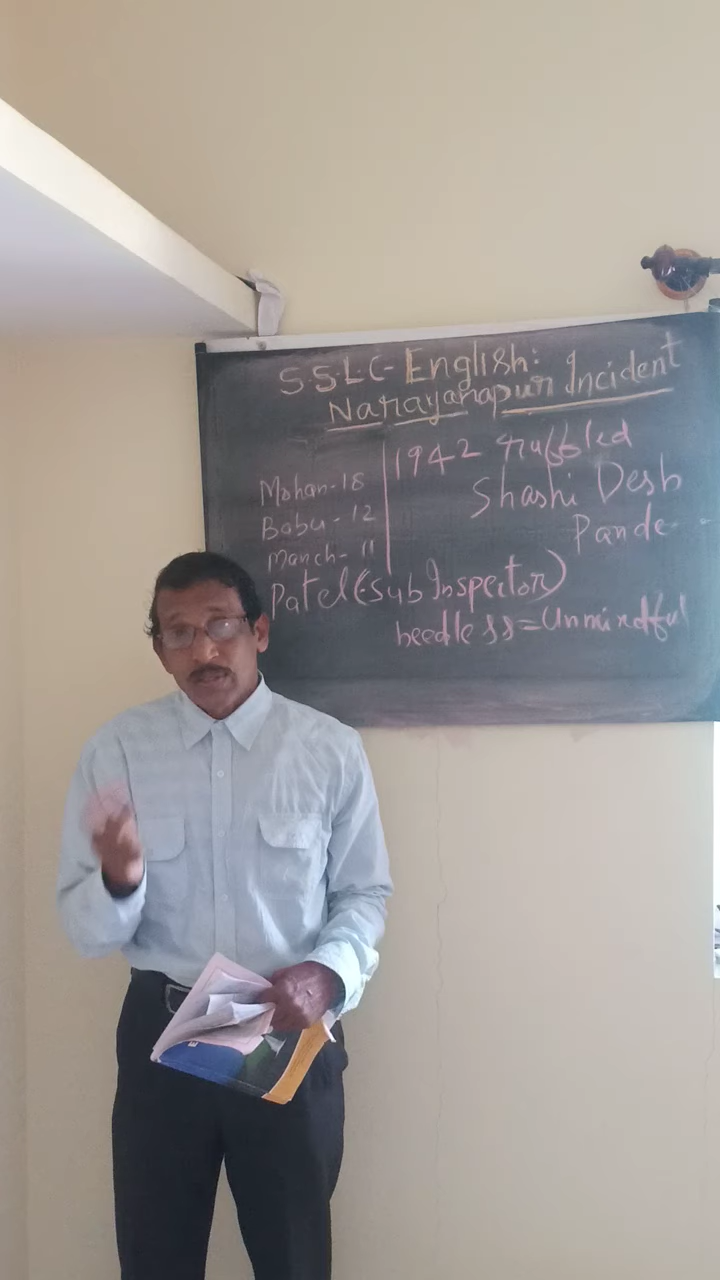 S.S.L.C- English:
Narayanapur Incident
Mohan-18
Babu-12
Manch-11
1942 ruffled
Shashi Desh
Pande
Patel(Sub Inspector)
heedless=Unmindful